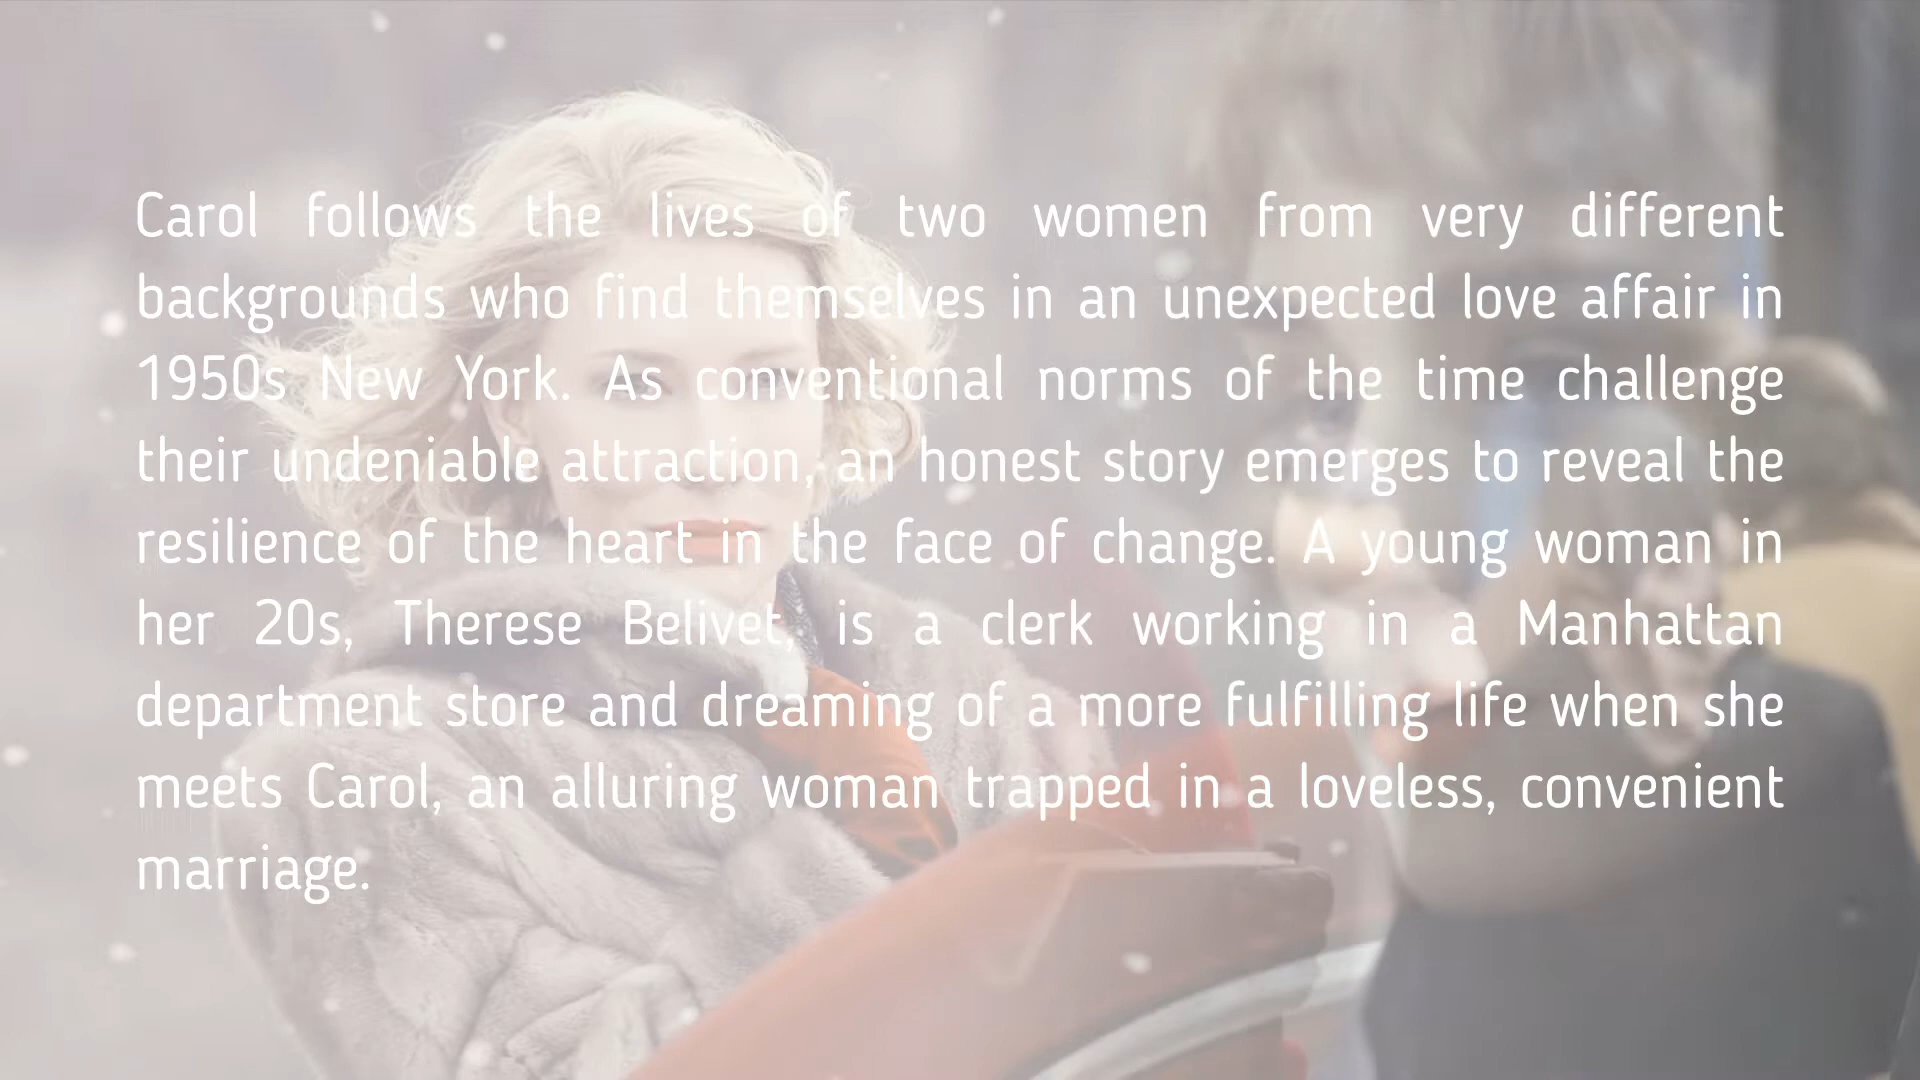 Carol follows the lives of two women from very different
backgrounds who find themselves in an unexpected love affair in
1950s New York. As conventional norms of the time challenge
their undeniable attraction, an honest story emerges to reveal the
resilience of the heart in the face of change. A young woman in
her 20s, Therese Belivet, is a clerk working in a Manhattan
department store and dreaming of a more fulfilling life when she
meets Carol, an alluring woman trapped in a loveless, convenient
marriage.